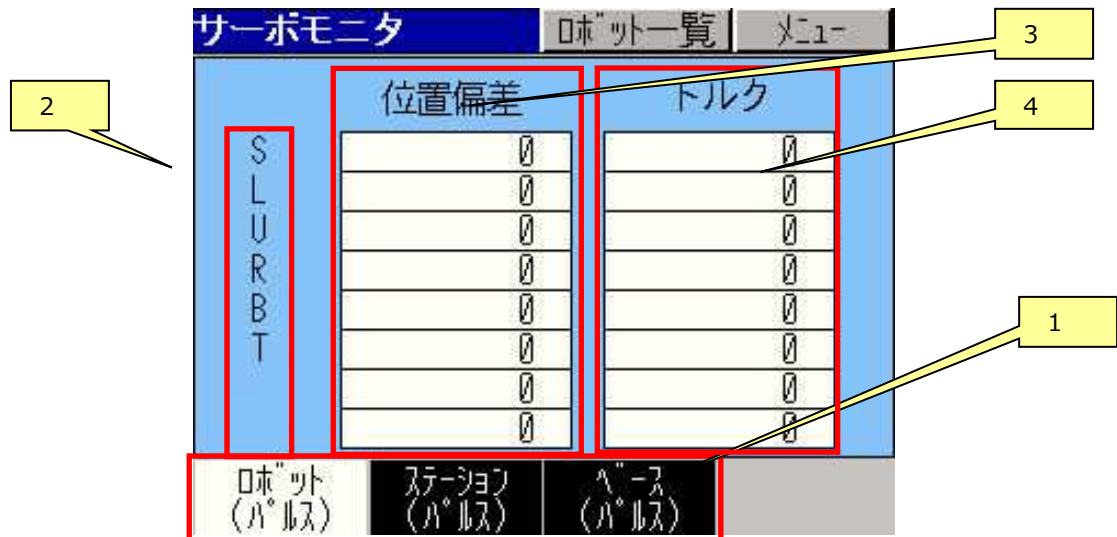 サーボモニタ ロボット一覧 メニュー
3
位置偏差 トルク
4
2
S 0 0
L 0 0
U 0 0
R 0 0
B 0 0
T 0 0
0 0
0 0
1
ロボット ステーション ベース
(パルス) (パルス) (パルス)